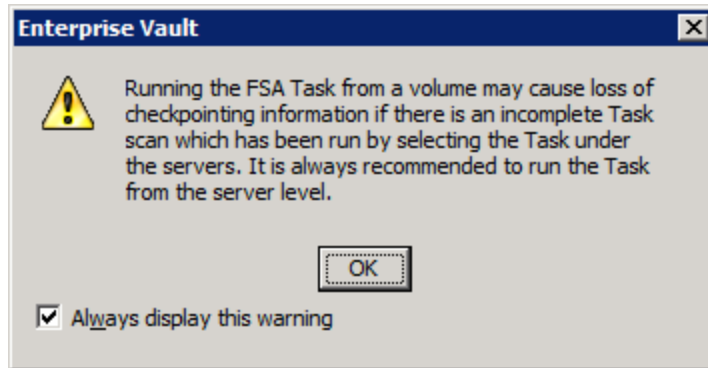 Enterprise Vault
Running the FSA Task from a volume may cause loss of
checkpointing information if there is an incomplete Task
scan which has been run by selecting the Task under
the servers. It is always recommended to run the Task
from the server level.
OK
Always display this warning